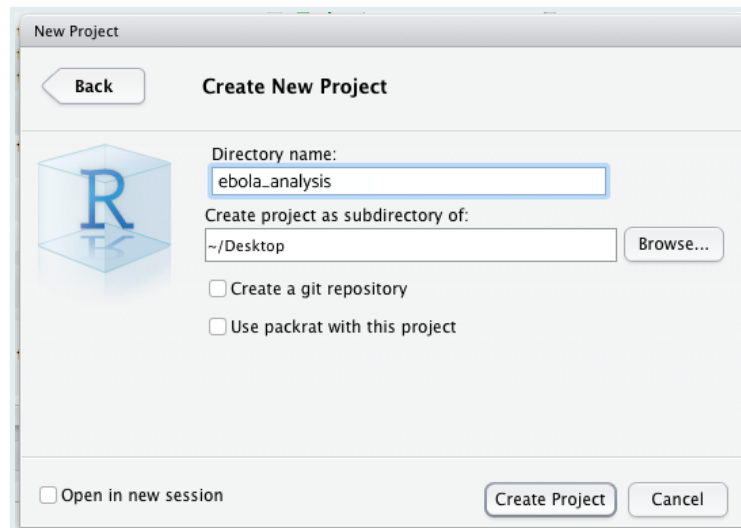 New Project
Back
Create New Project
R
Directory name:
ebola_analysis
Create project as subdirectory of:
~/Desktop
Browse...
Create a git repository
Use packrat with this project
Open in new session
Create Project
Cancel